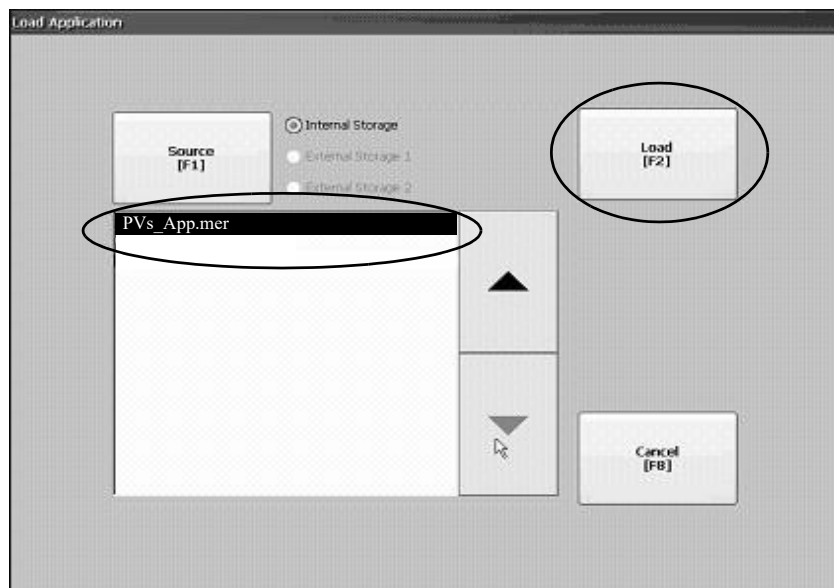 Load Application
Source
[F1]
Internal Storage
External Storage 1
External Storage 2
Load
[F2]
PVs_App.mer
Cancel
[F8]